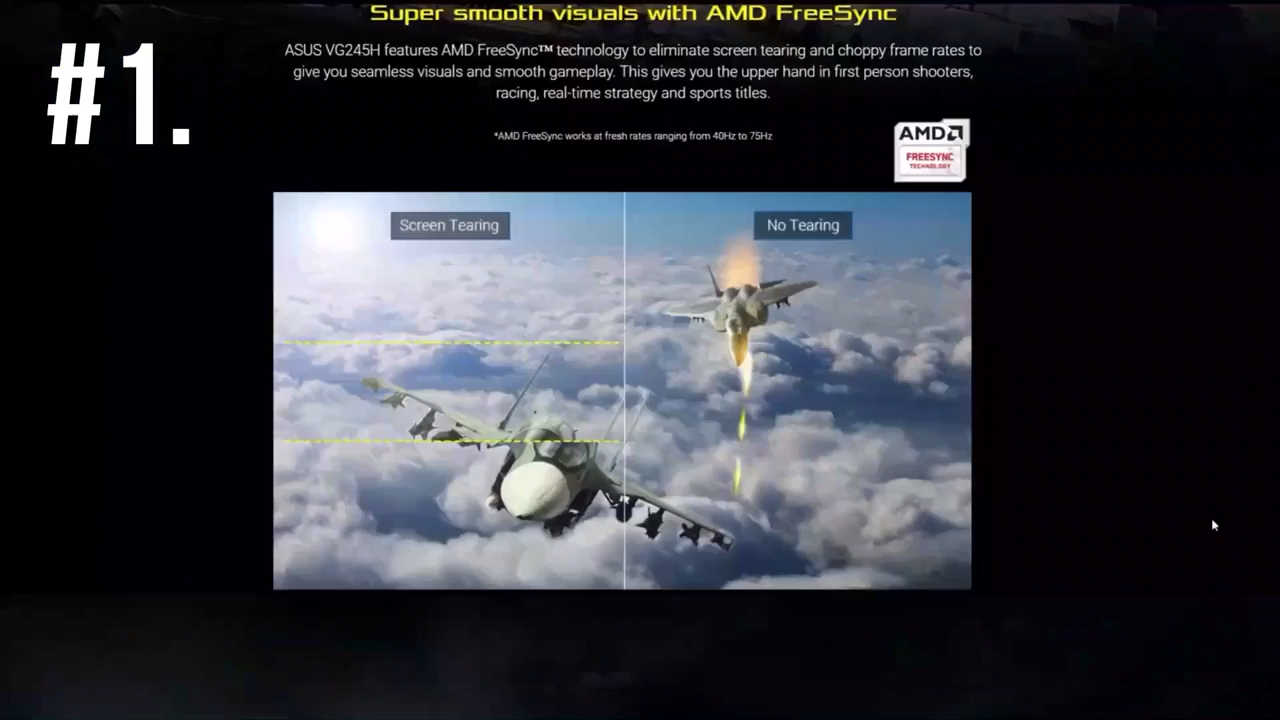 Super smooth visuals with AMD FreeSync
#1.
ASUS VG245H features AMD FreeSync™ technology to eliminate screen tearing and choppy frame rates to
give you seamless visuals and smooth gameplay. This gives you the upper hand in first person shooters,
racing, real-time strategy and sports titles.
*AMD FreeSync works at fresh rates ranging from 40Hz to 75Hz
AMD
FREESYNC
TECHNOLOGY
Screen Tearing
No Tearing